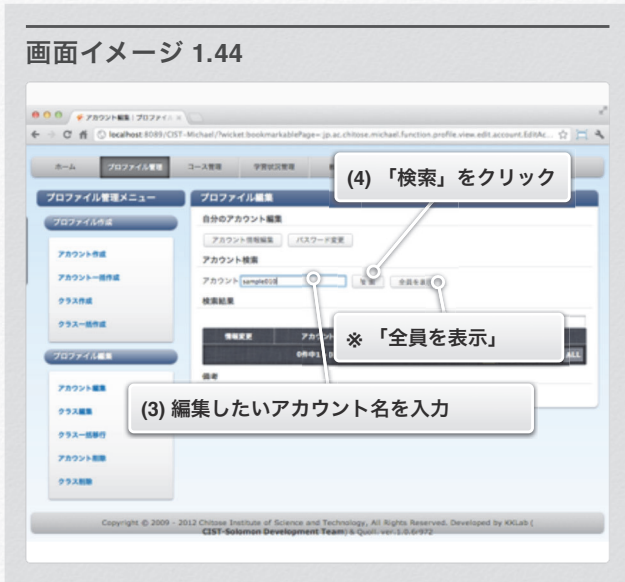 画面イメージ 1.44
アカウント編集 | プロファイル
localhost:8089/CIST-Michael/?wicket:bookmarkablePage=:jp.ac.chitose.michael.function.profile.view.edit.account.EditAc...
ホーム プロファイル管理 コース管理 学習状況管理
(4) 「検索」をクリック
プロファイル管理メニュー
プロファイル編集
プロファイル作成
自分のアカウント編集
アカウント情報編集 パスワード変更
アカウント作成
アカウント検索
アカウント一括作成
アカウント sample010
クラス作成
検索結果
クラス一括作成
※ 「全員を表示」
情報変更
プロファイル編集
ALL
備考
アカウント編集
(3) 編集したいアカウント名を入力
クラス編集
クラス一括移行
アカウント削除
クラス削除
Copyright © 2009 - 2012 Chitose Institute of Science and Technology, All Rights Reserved. Developed by KKLab (
CIST-Solomon Development Team) & Quoll. ver.1.0.6r972